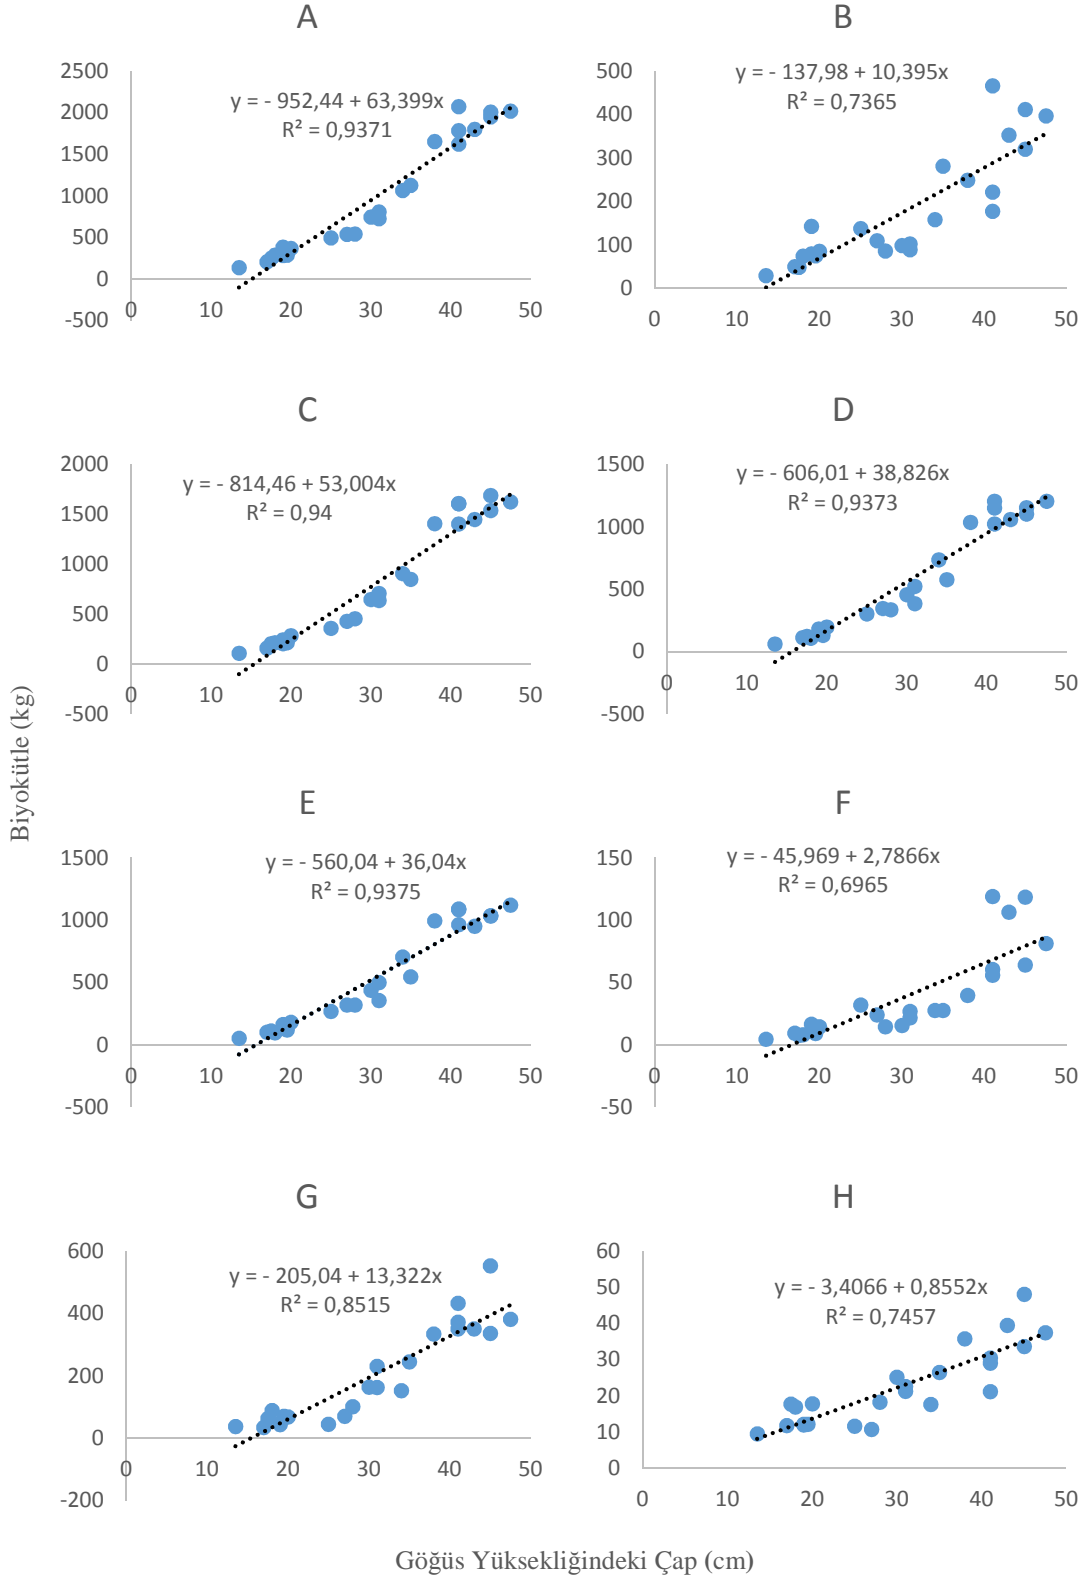 A
2500
2000
1500
1000
500
0
-500
0 10 20 30 40 50
y = - 952,44 + 63,399x
R² = 0,9371
B
500
400
300
200
100
0
0 10 20 30 40 50
y = - 137,98 + 10,395x
R² = 0,7365
C
2000
1500
1000
500
0
-500
0 10 20 30 40 50
y = - 814,46 + 53,004x
R² = 0,94
D
1500
1000
500
0
-500
0 10 20 30 40 50
y = - 606,01 + 38,826x
R² = 0,9373
Biyokütle (kg)
E
1500
1000
500
0
-500
0 10 20 30 40 50
y = - 560,04 + 36,04x
R² = 0,9375
F
150
100
50
0
-50
0 10 20 30 40 50
y = - 45,969 + 2,7866x
R² = 0,6965
G
600
400
200
0
-200
0 10 20 30 40 50
y = - 205,04 + 13,322x
R² = 0,8515
H
60
50
40
30
20
10
0
0 10 20 30 40 50
y = - 3,4066 + 0,8552x
R² = 0,7457
Göğüs Yüksekliğindeki Çap (cm)